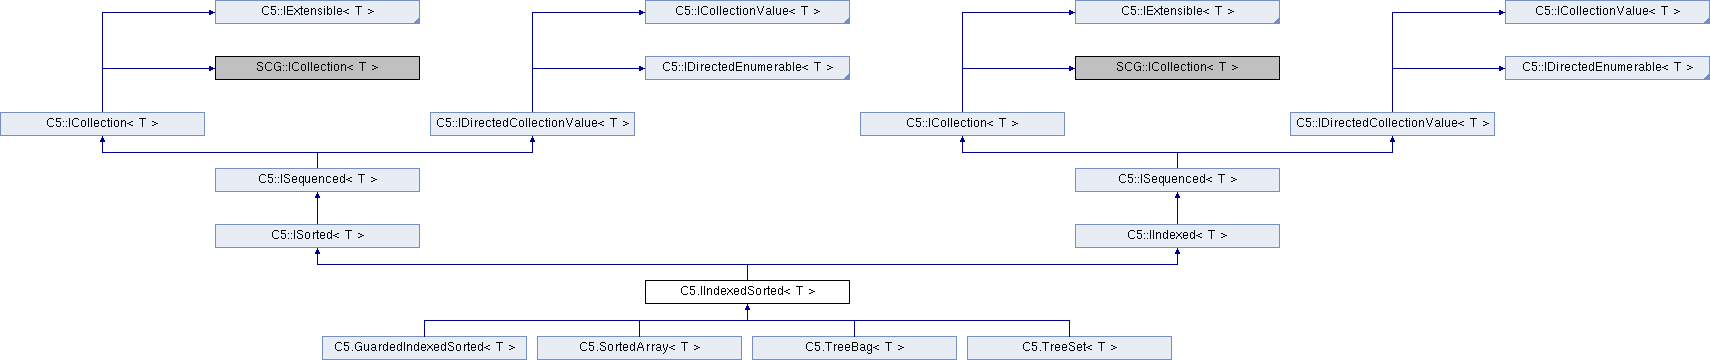 C5::IExtensible< T >
C5::ICollectionValue< T >
C5::IExtensible< T >
C5::ICollectionValue< T >
SCG::ICollection< T >
C5::IDirectedEnumerable< T >
SCG::ICollection< T >
C5::IDirectedEnumerable< T >
C5::ICollection< T >
C5::IDirectedCollectionValue< T >
C5::ICollection< T >
C5::IDirectedCollectionValue< T >
C5::ISequenced< T >
C5::ISequenced< T >
C5::ISorted< T >
C5::IIndexed< T >
C5.IIndexedSorted< T >
C5.GuardedIndexedSorted< T >
C5.SortedArray< T >
C5.TreeBag< T >
C5.TreeSet< T >